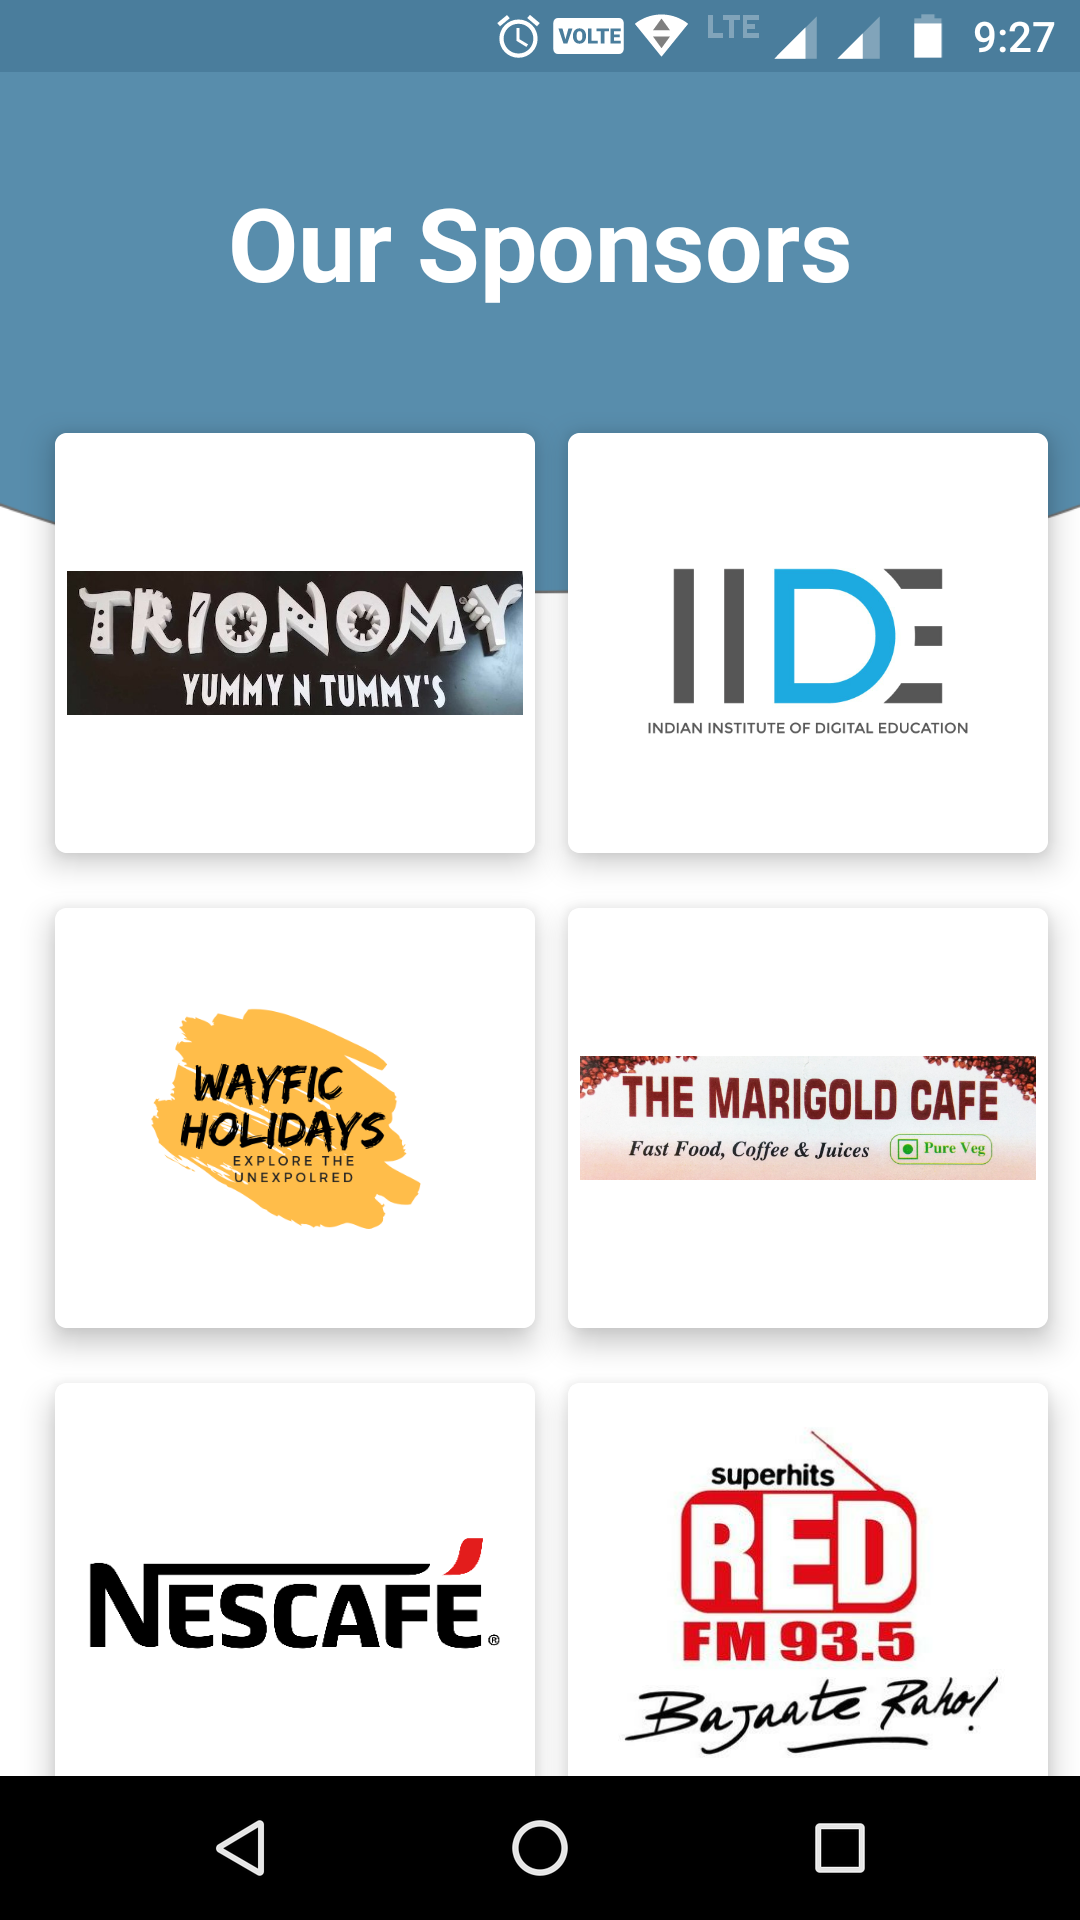 VOLTE LTE 9:27
Our Sponsors
TRIONOMY
YUMMY N TUMMY'S
IIDE
INDIAN INSTITUTE OF DIGITAL EDUCATION
WAYFIC
HOLIDAYS
EXPLORE THE
UNEXPOLRED
THE MARIGOLD CAFE
Fast Food, Coffee & Juices
Pure Veg
NESCAFÉ®
superhits
RED
FM 93.5
Bajaate Raho!